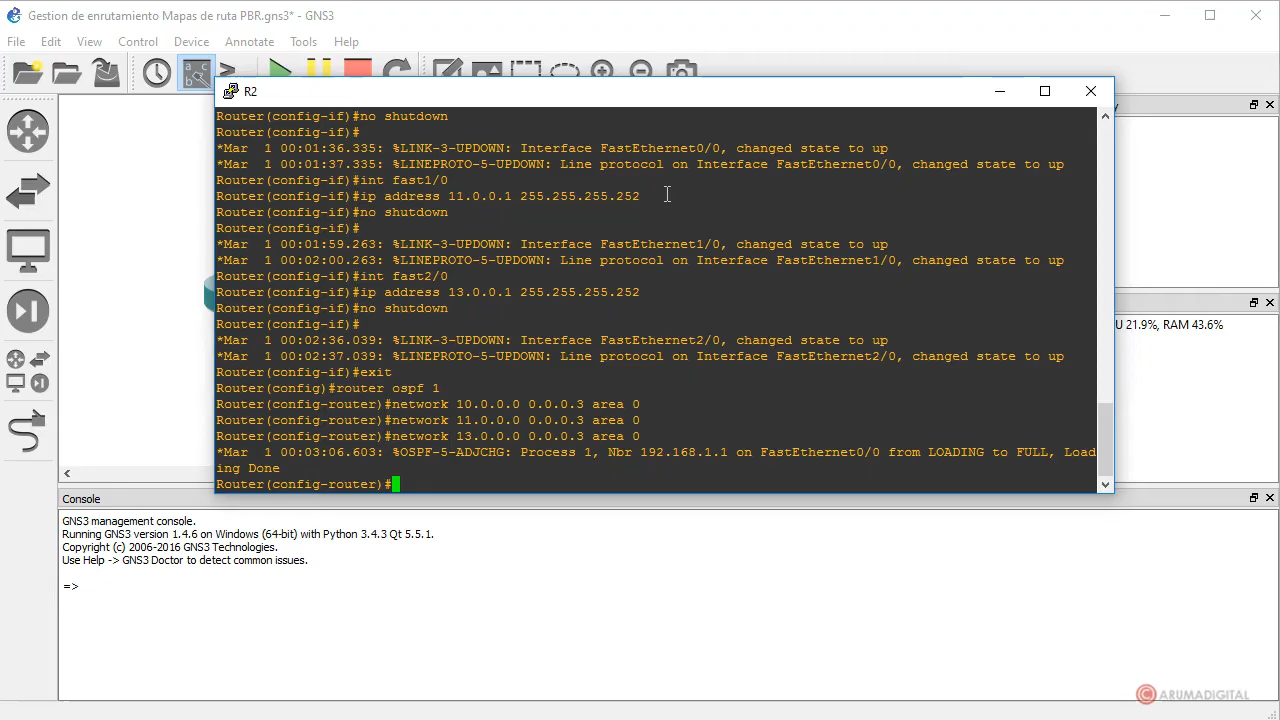 Gestion de enrutamiento Mapas de ruta PBR.gns3* - GNS3
File Edit View Control Device Annotate Tools Help
R2
Router(config-if)#no shutdown
Router(config-if)#
*Mar  1 00:01:36.335: %LINK-3-UPDOWN: Interface FastEthernet0/0, changed state to up
*Mar  1 00:01:37.335: %LINEPROTO-5-UPDOWN: Line protocol on Interface FastEthernet0/0, changed state to up
Router(config-if)#int fast1/0
Router(config-if)#ip address 11.0.0.1 255.255.255.252
Router(config-if)#no shutdown
Router(config-if)#
*Mar  1 00:01:59.263: %LINK-3-UPDOWN: Interface FastEthernet1/0, changed state to up
*Mar  1 00:02:00.263: %LINEPROTO-5-UPDOWN: Line protocol on Interface FastEthernet1/0, changed state to up
Router(config-if)#int fast2/0
Router(config-if)#ip address 13.0.0.1 255.255.255.252
Router(config-if)#no shutdown
Router(config-if)#
*Mar  1 00:02:36.039: %LINK-3-UPDOWN: Interface FastEthernet2/0, changed state to up
*Mar  1 00:02:37.039: %LINEPROTO-5-UPDOWN: Line protocol on Interface FastEthernet2/0, changed state to up
Router(config-if)#exit
Router(config)#router ospf 1
Router(config-router)#network 10.0.0.0 0.0.0.3 area 0
Router(config-router)#network 11.0.0.0 0.0.0.3 area 0
Router(config-router)#network 13.0.0.0 0.0.0.3 area 0
*Mar  1 00:03:06.603: %OSPF-5-ADJCHG: Process 1, Nbr 192.168.1.1 on FastEthernet0/0 from LOADING to FULL, Load
ing Done
Router(config-router)#
U 21.9%, RAM 43.6%
Console
GNS3 management console.
Running GNS3 version 1.4.6 on Windows (64-bit) with Python 3.4.3 Qt 5.5.1.
Copyright (c) 2006-2016 GNS3 Technologies.
Use Help -> GNS3 Doctor to detect common issues.
=>
© ARUMADIGITAL